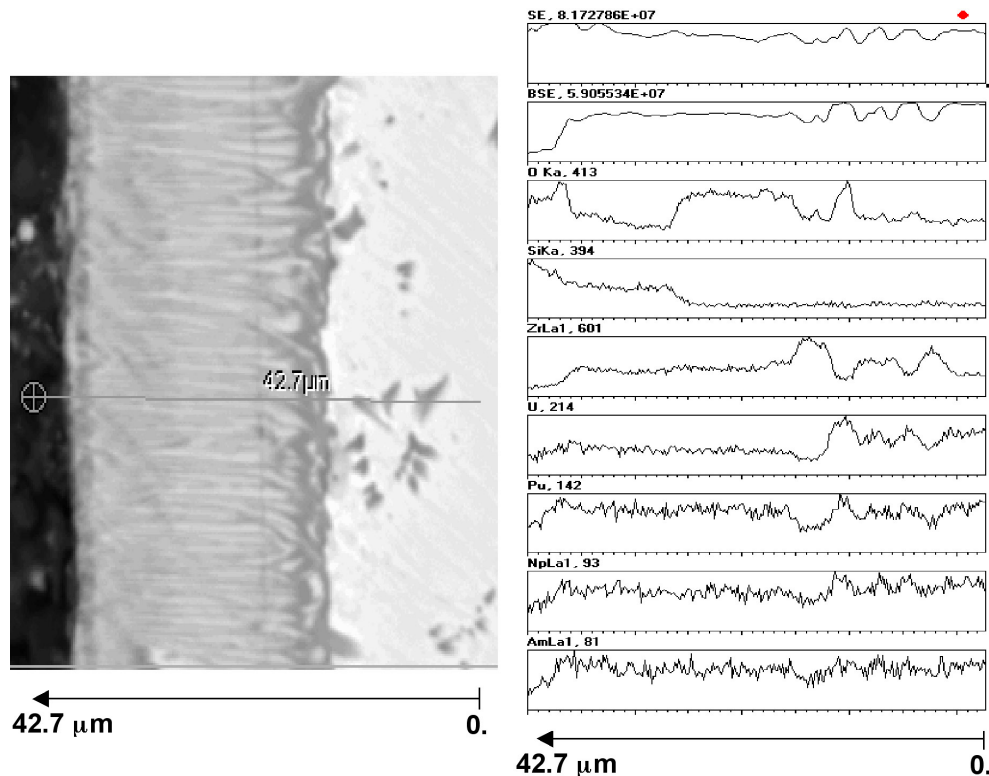 42.7µm
42.7 µm
0.
SE, 8.172786E+07
BSE, 5.905534E+07
O Ka, 413
SiKa, 394
ZrLa1, 601
U, 214
Pu, 142
NpLa1, 93
AmLa1, 81
42.7 µm
0.